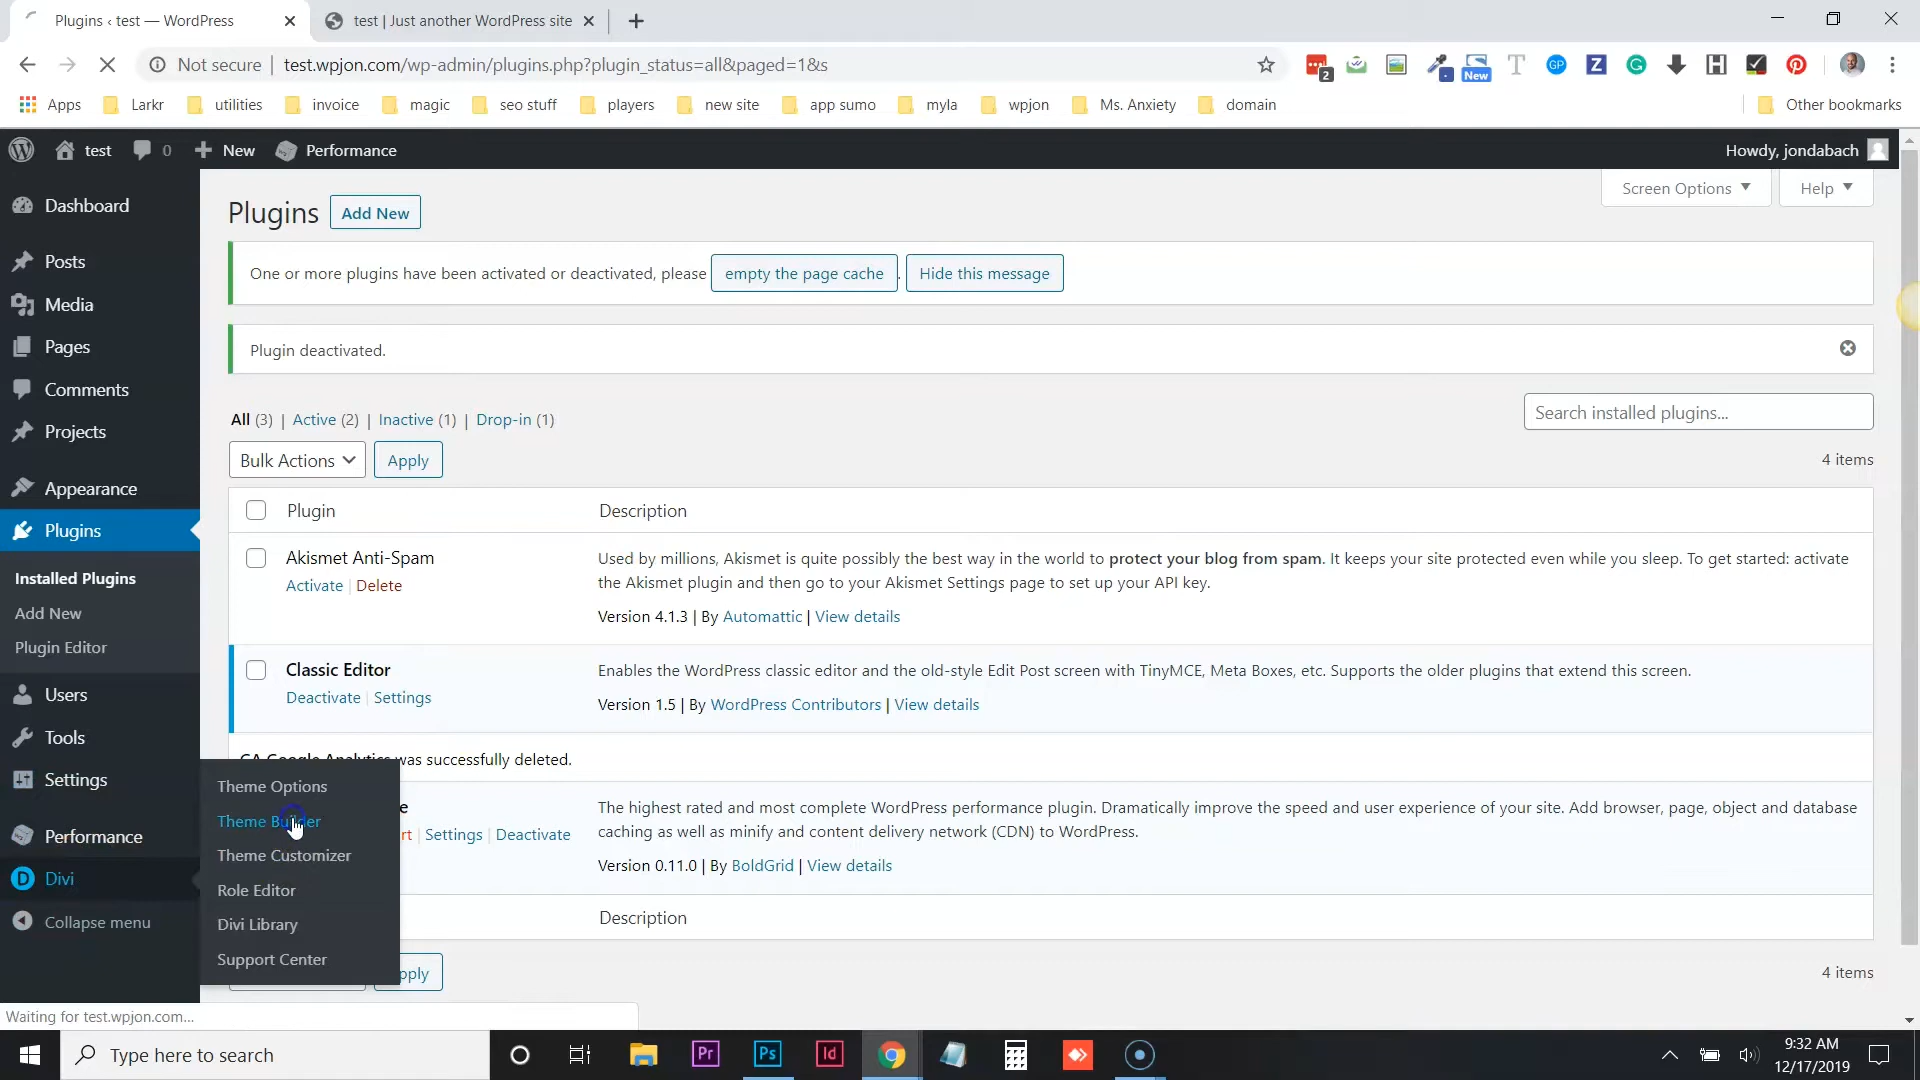 Plugins ‹ test — WordPress
test | Just another WordPress site
Not secure | test.wpjon.com/wp-admin/plugins.php?plugin_status=all&paged=1&s
2
New
T
GP
Z
H
Apps
Larkr
utilities
invoice
magic
seo stuff
players
new site
app sumo
myla
wpjon
Ms. Anxiety
domain
Other bookmarks
test
0
New
Performance
Howdy, jondabach
Dashboard
Posts
Media
Pages
Comments
Projects
Appearance
Plugins
Installed Plugins
Add New
Plugin Editor
Users
Tools
Settings
Performance
Divi
Collapse menu
Theme Options
Theme Builder
Theme Customizer
Role Editor
Divi Library
Support Center
Screen Options
Help
Plugins
Add New
One or more plugins have been activated or deactivated, please empty the page cache . Hide this message
Plugin deactivated.
All (3) | Active (2) | Inactive (1) | Drop-in (1)
Search installed plugins...
Bulk Actions
Apply
4 items
Plugin
Description
Akismet Anti-Spam
Activate | Delete
Used by millions, Akismet is quite possibly the best way in the world to protect your blog from spam. It keeps your site protected even while you sleep. To get started: activate
the Akismet plugin and then go to your Akismet Settings page to set up your API key.
Version 4.1.3 | By Automattic | View details
Classic Editor
Deactivate | Settings
Enables the WordPress classic editor and the old-style Edit Post screen with TinyMCE, Meta Boxes, etc. Supports the older plugins that extend this screen.
Version 1.5 | By WordPress Contributors | View details
GA Google Analytics was successfully deleted.
Settings | Deactivate
The highest rated and most complete WordPress performance plugin. Dramatically improve the speed and user experience of your site. Add browser, page, object and database
caching as well as minify and content delivery network (CDN) to WordPress.
Version 0.11.0 | By BoldGrid | View details
Description
4 items
Waiting for test.wpjon.com...
Type here to search
Pr
Ps
Id
9:32 AM
12/17/2019